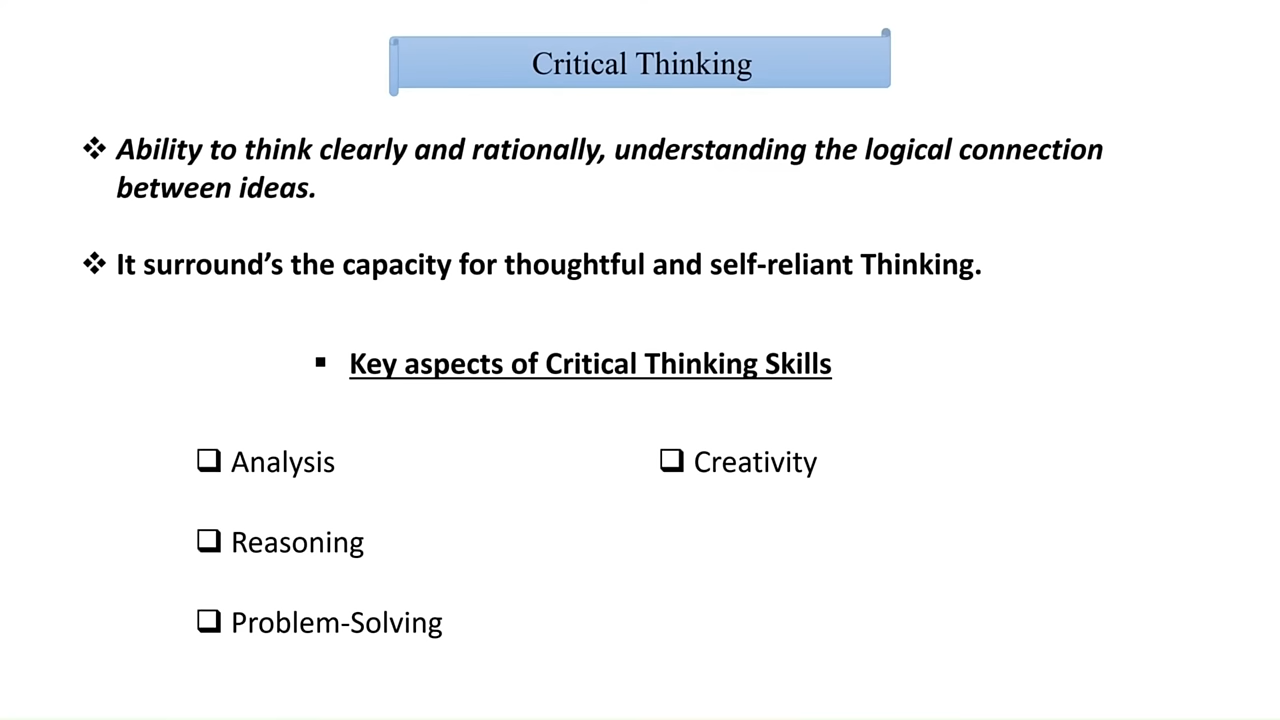 Critical Thinking
Ability to think clearly and rationally, understanding the logical connection
between ideas.
It surround’s the capacity for thoughtful and self-reliant Thinking.
Key aspects of Critical Thinking Skills
Analysis
Creativity
Reasoning
Problem-Solving